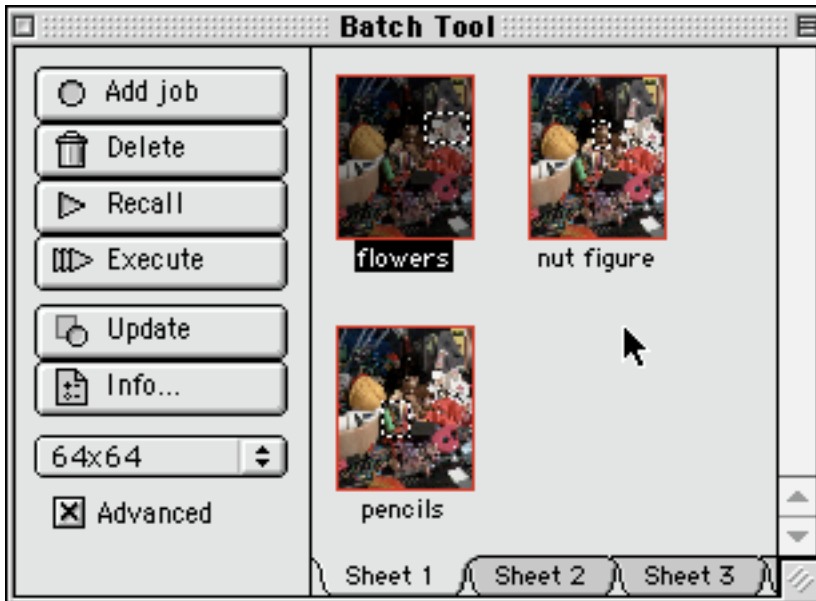 Batch Tool
Add job
Delete
Recall
Execute
Update
Info...
64x64
Advanced
flowers
nut figure
pencils
Sheet 1
Sheet 2
Sheet 3